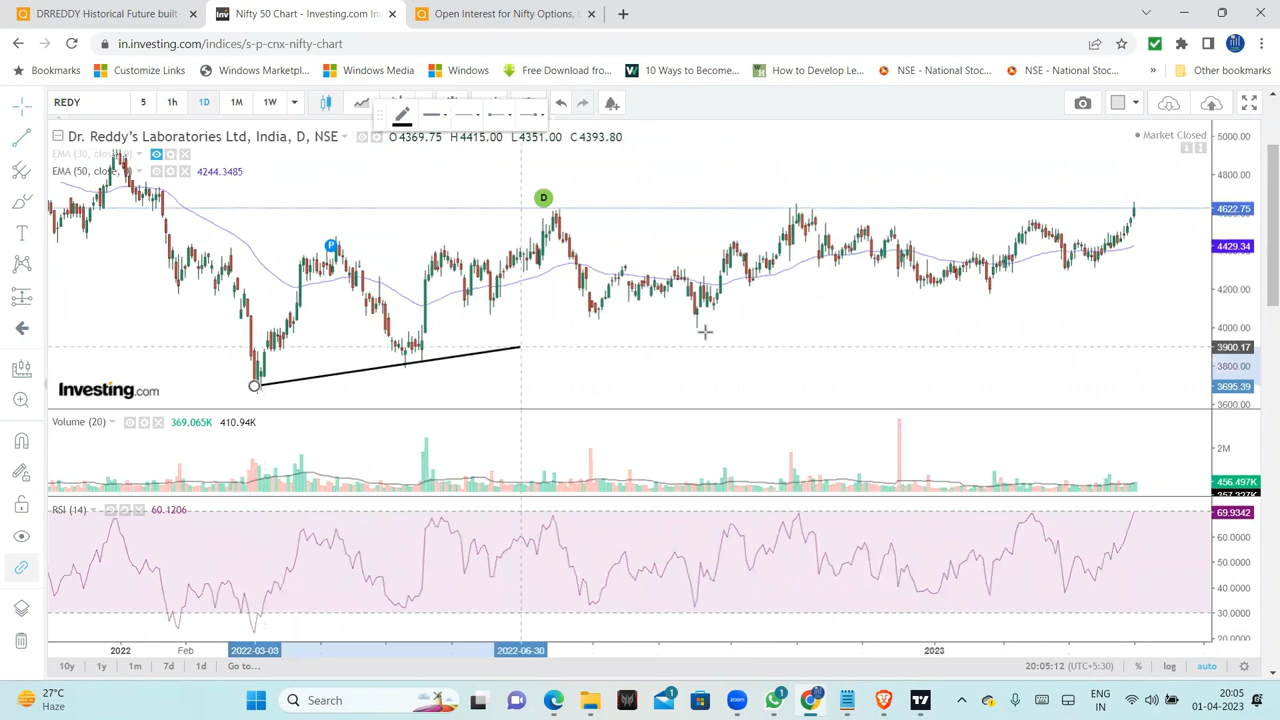 DRREDDY Historical Future built
Nifty 50 Chart - Investing.com In
Open Interest for Nifty Options,
in.investing.com/indices/s-p-cnx-nifty-chart
Bookmarks
Customize Links
Windows Marketpl...
Windows Media
Windows
Free Download fro...
10 Ways to Become...
How to Develop Le...
NSE - National Stoc...
NSE - National Stoc...
»
Other bookmarks
REDY
5
1h
1D
1M
1W
Dr. Reddy's Laboratories Ltd, India, D, NSE
O4369.75 H4415.00 L4351.00 C4393.80
Market Closed
EMA (50, close,
4244.3485
D
P
5000.00
4800.00
4622.75
4429.34
4200.00
4000.00
3900.17
3800.00
3695.39
3600.00
Investing.com
Volume (20)
369.065K
410.94K
2M
456.497K
RSI (14)
60.1206
69.9342
60.0000
50.0000
40.0000
30.0000
20.0000
2022
Feb
2022-03-03
2022-06-30
2023
10y
1y
1m
7d
1d
Go to...
20:05:12 (UTC+5:30)
%
log
auto
27°C
Haze
Search
1
1
ENG
IN
20:05
01-04-2023